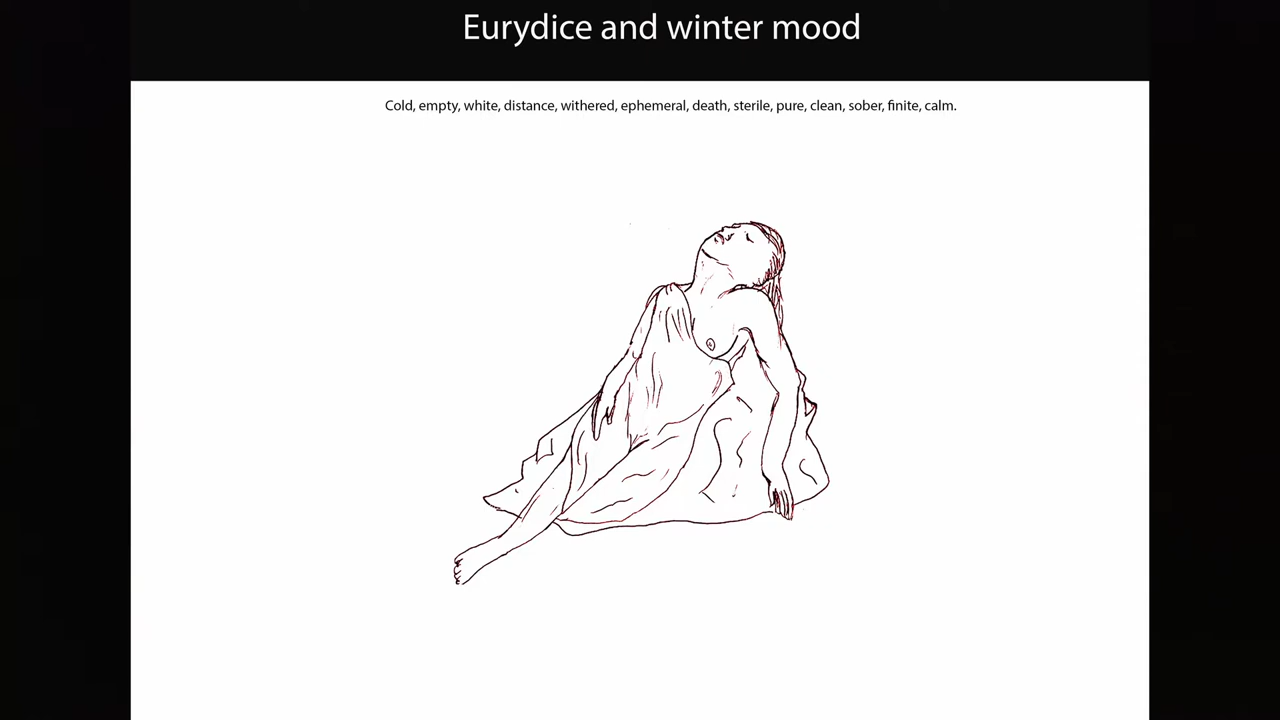 Eurydice and winter mood
Cold, empty, white, distance, withered, ephemeral, death, sterile, pure, clean, sober, finite, calm.